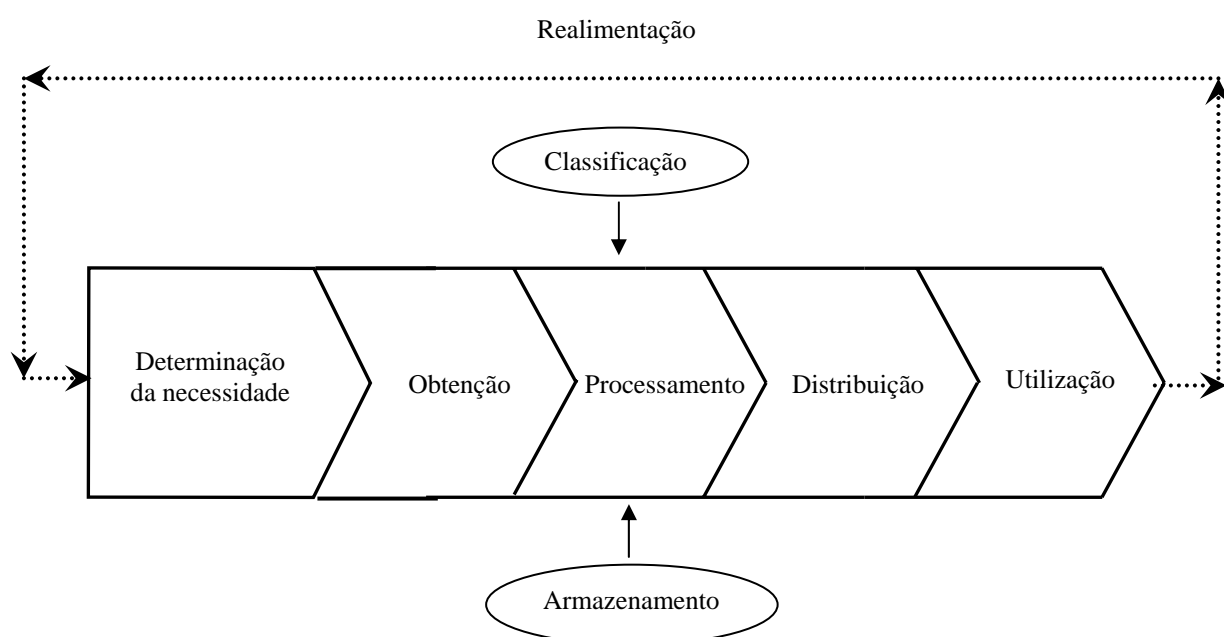 Realimentação
Classificação
Determinação
da necessidade
Obtenção
Processamento
Distribuição
Utilização
Armazenamento